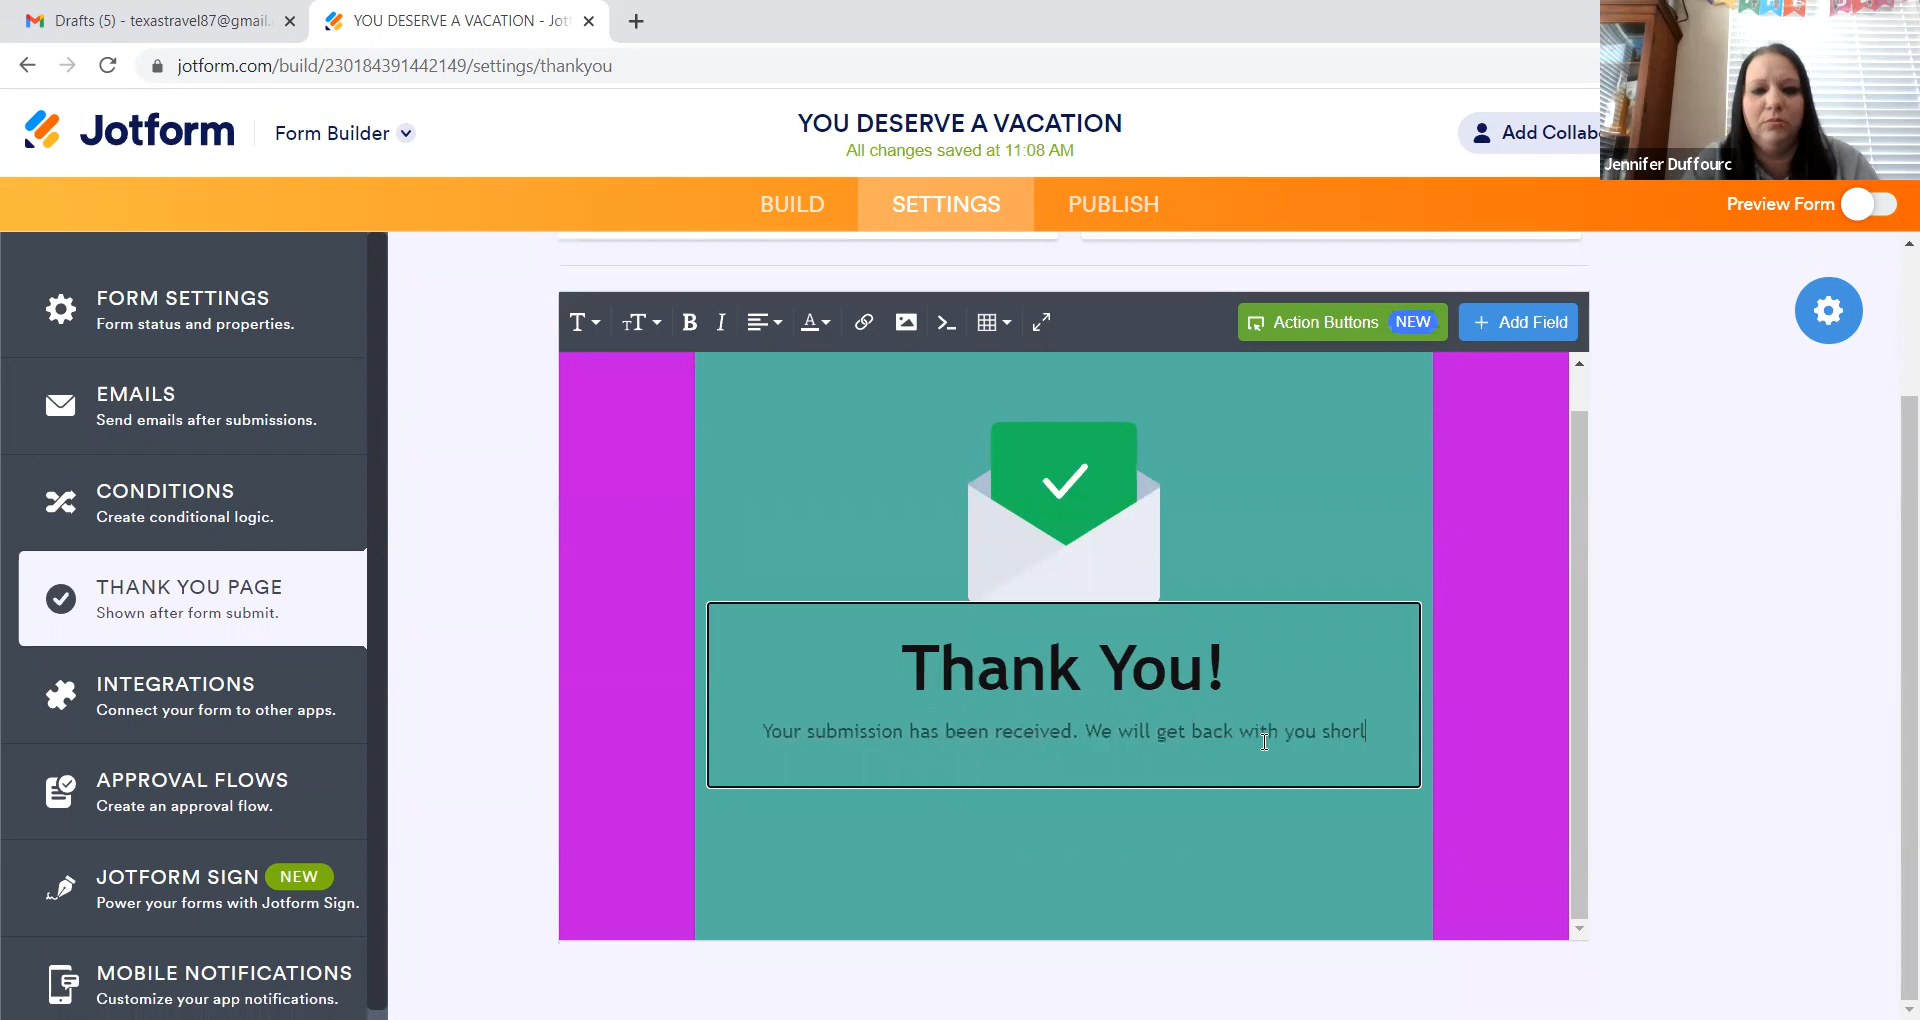 Drafts (5) - texastravel87@gmail.
YOU DESERVE A VACATION - Jot
jotform.com/build/230184391442149/settings/thankyou
Jotform
Form Builder
YOU DESERVE A VACATION
All changes saved at 11:08 AM
Add Collab
Jennifer Duffourc
BUILD
SETTINGS
PUBLISH
Preview Form
FORM SETTINGS
Form status and properties.
EMAILS
Send emails after submissions.
CONDITIONS
Create conditional logic.
THANK YOU PAGE
Shown after form submit.
INTEGRATIONS
Connect your form to other apps.
APPROVAL FLOWS
Create an approval flow.
JOTFORM SIGN NEW
Power your forms with Jotform Sign.
MOBILE NOTIFICATIONS
Customize your app notifications.
Action Buttons NEW
+ Add Field
Thank You!
Your submission has been received. We will get back with you shorl